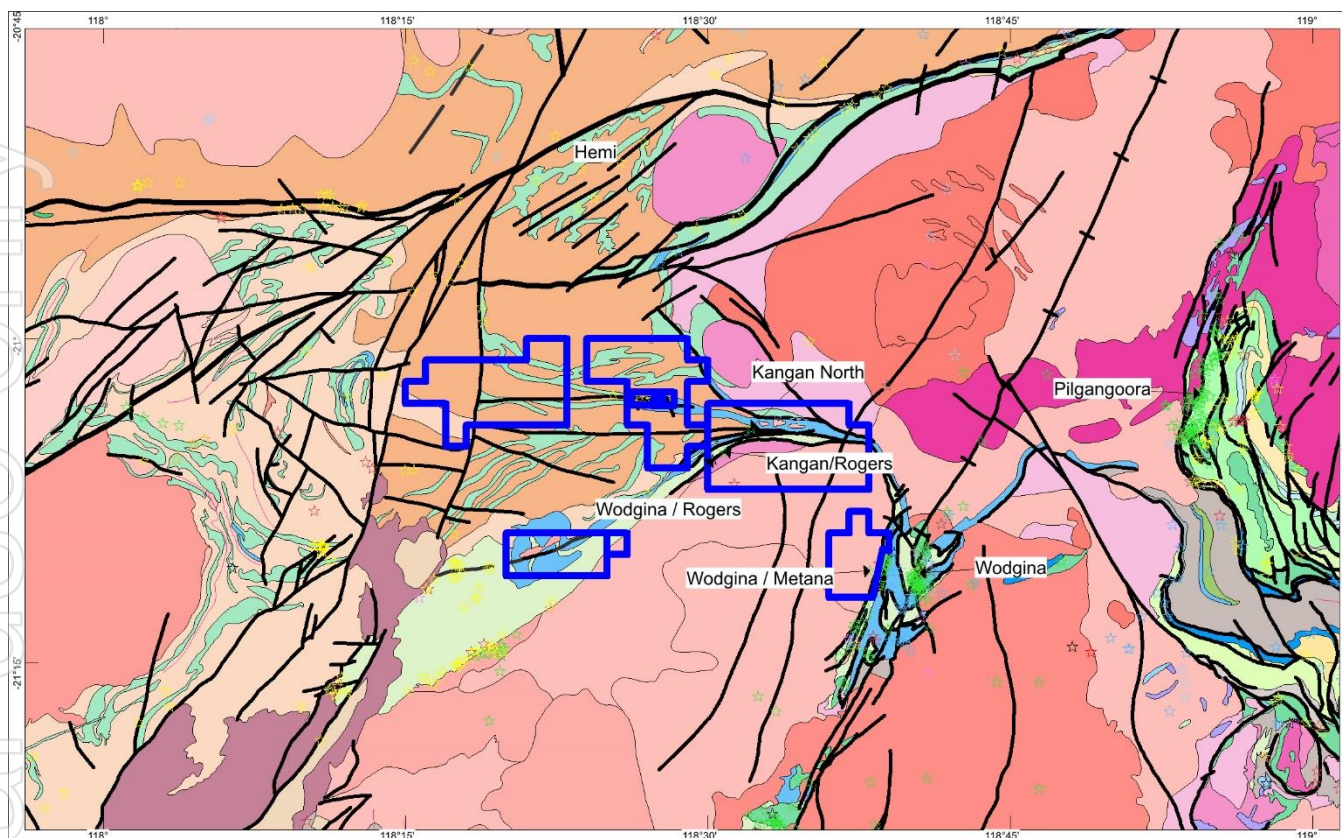 118°
118°15'
118°30'
118°45'
119°
-20°45'
Hemi
-21°
Kangan North
Pilgangoora
Kangan/Rogers
Wodgina / Rogers
Wodgina / Metana
Wodgina
-21°15'
118°
118°15'
118°30'
118°45'
119°